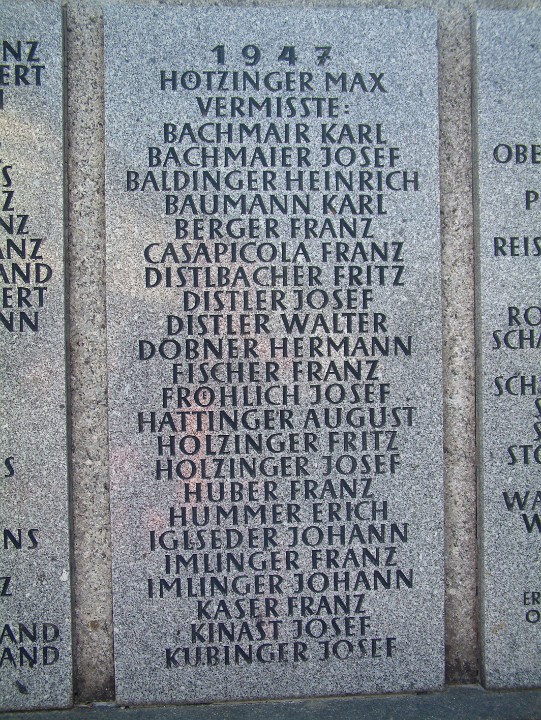 1947
HÖTZINGER MAX
VERMISSTE:
BACHMAIR KARL
BACHMAIER JOSEF
BALDINGER HEINRICH
BAUMANN KARL
BERGER FRANZ
CASAPICOLA FRANZ
DISTLBACHER FRITZ
DISTLER JOSEF
DISTLER WALTER
DOBNER HERMANN
FISCHER FRANZ
FRÖHLICH JOSEF
HATTINGER AUGUST
HOLZINGER FRITZ
HOLZINGER JOSEF
HUBER FRANZ
HUMMER ERICH
IGLSEDER JOHANN
IMLINGER FRANZ
IMLINGER JOHANN
KASER FRANZ
KINAST JOSEF
KUBINGER JOSEF